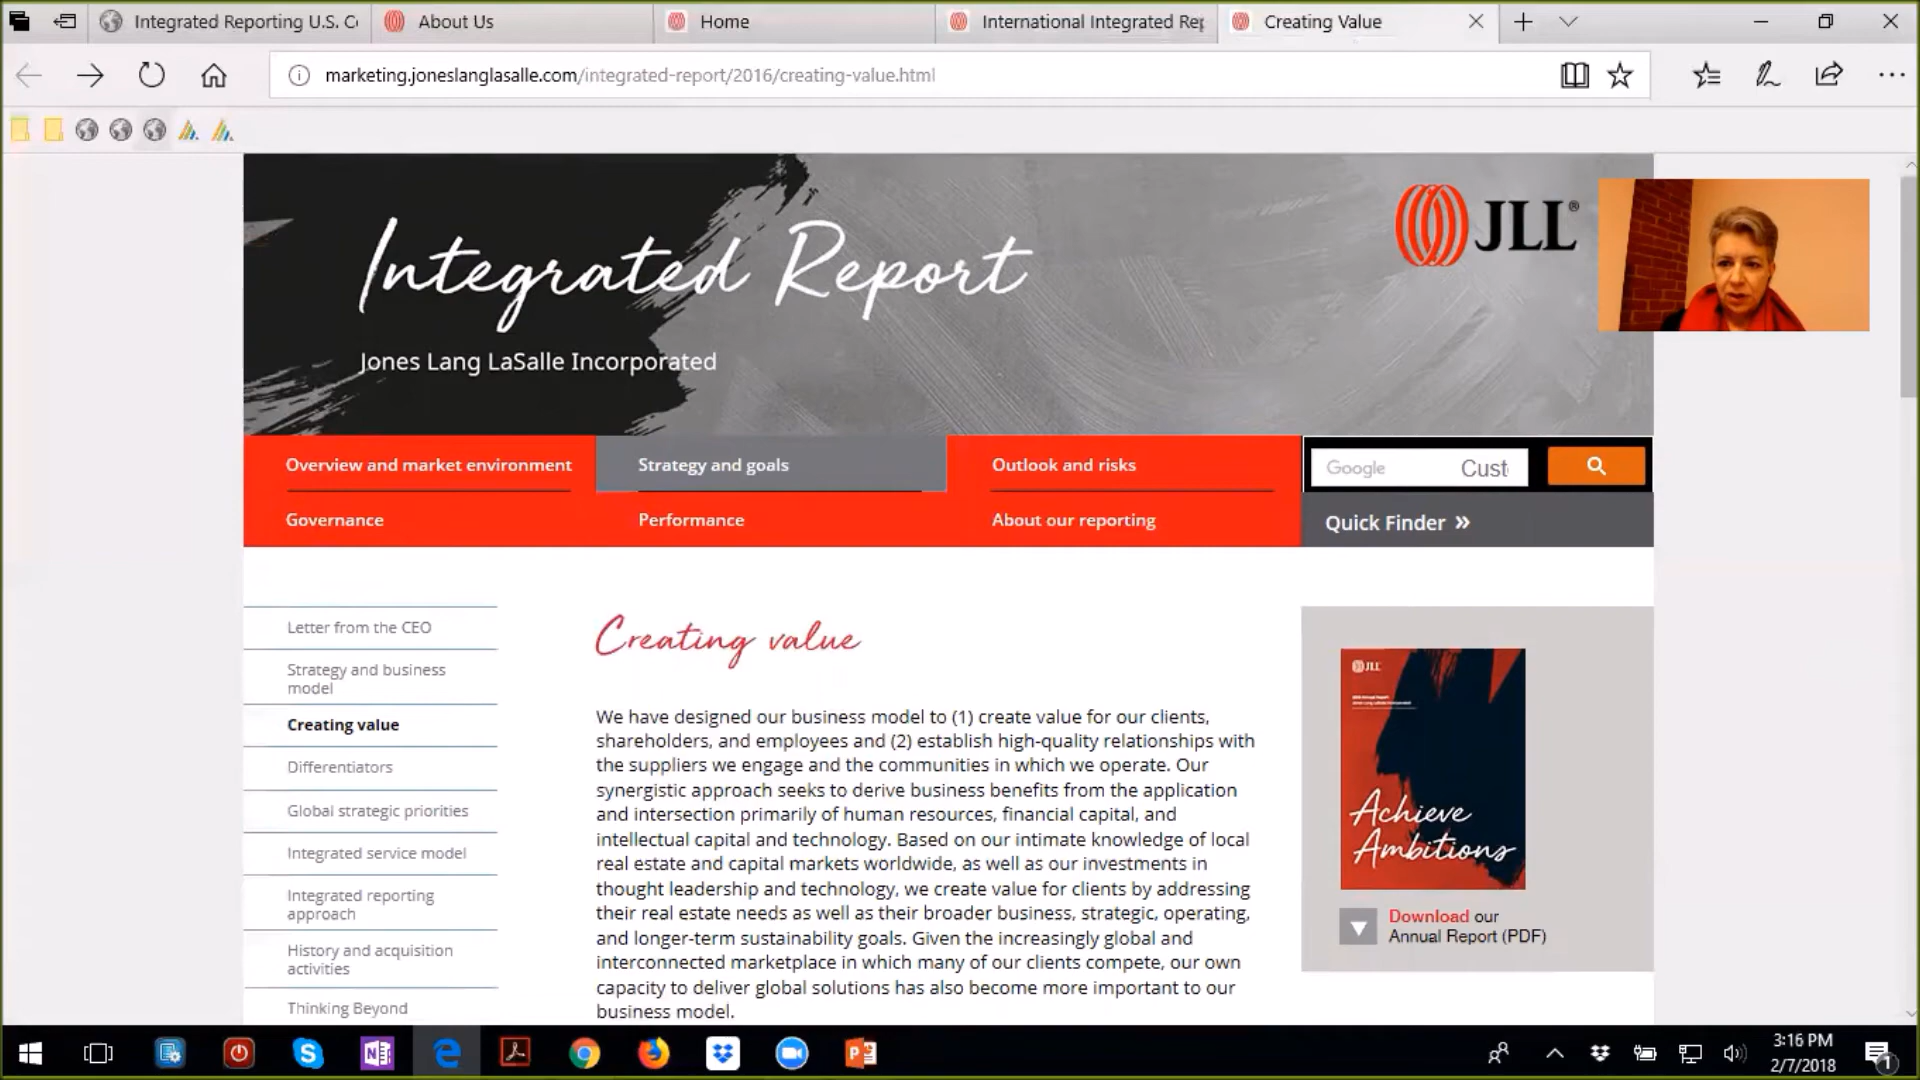 Integrated Reporting U.S. Co
About Us
Home
International Integrated Rep
Creating Value
marketing.joneslanglasalle.com/integrated-report/2016/creating-value.html
Integrated Report
Jones Lang LaSalle Incorporated
JLL®
Overview and market environment
Strategy and goals
Outlook and risks
Google Cust
Governance
Performance
About our reporting
Quick Finder »
Letter from the CEO
Strategy and business
model
Creating value
Differentiators
Global strategic priorities
Integrated service model
Integrated reporting
approach
History and acquisition
activities
Thinking Beyond
Creating value
We have designed our business model to (1) create value for our clients,
shareholders, and employees and (2) establish high-quality relationships with
the suppliers we engage and the communities in which we operate. Our
synergistic approach seeks to derive business benefits from the application
and intersection primarily of human resources, financial capital, and
intellectual capital and technology. Based on our intimate knowledge of local
real estate and capital markets worldwide, as well as our investments in
thought leadership and technology, we create value for clients by addressing
their real estate needs as well as their broader business, strategic, operating,
and longer-term sustainability goals. Given the increasingly global and
interconnected marketplace in which many of our clients compete, our own
capacity to deliver global solutions has also become more important to our
business model.
JLL
Achieve
Ambitions
Download our
Annual Report (PDF)
3:16 PM
2/7/2018
1